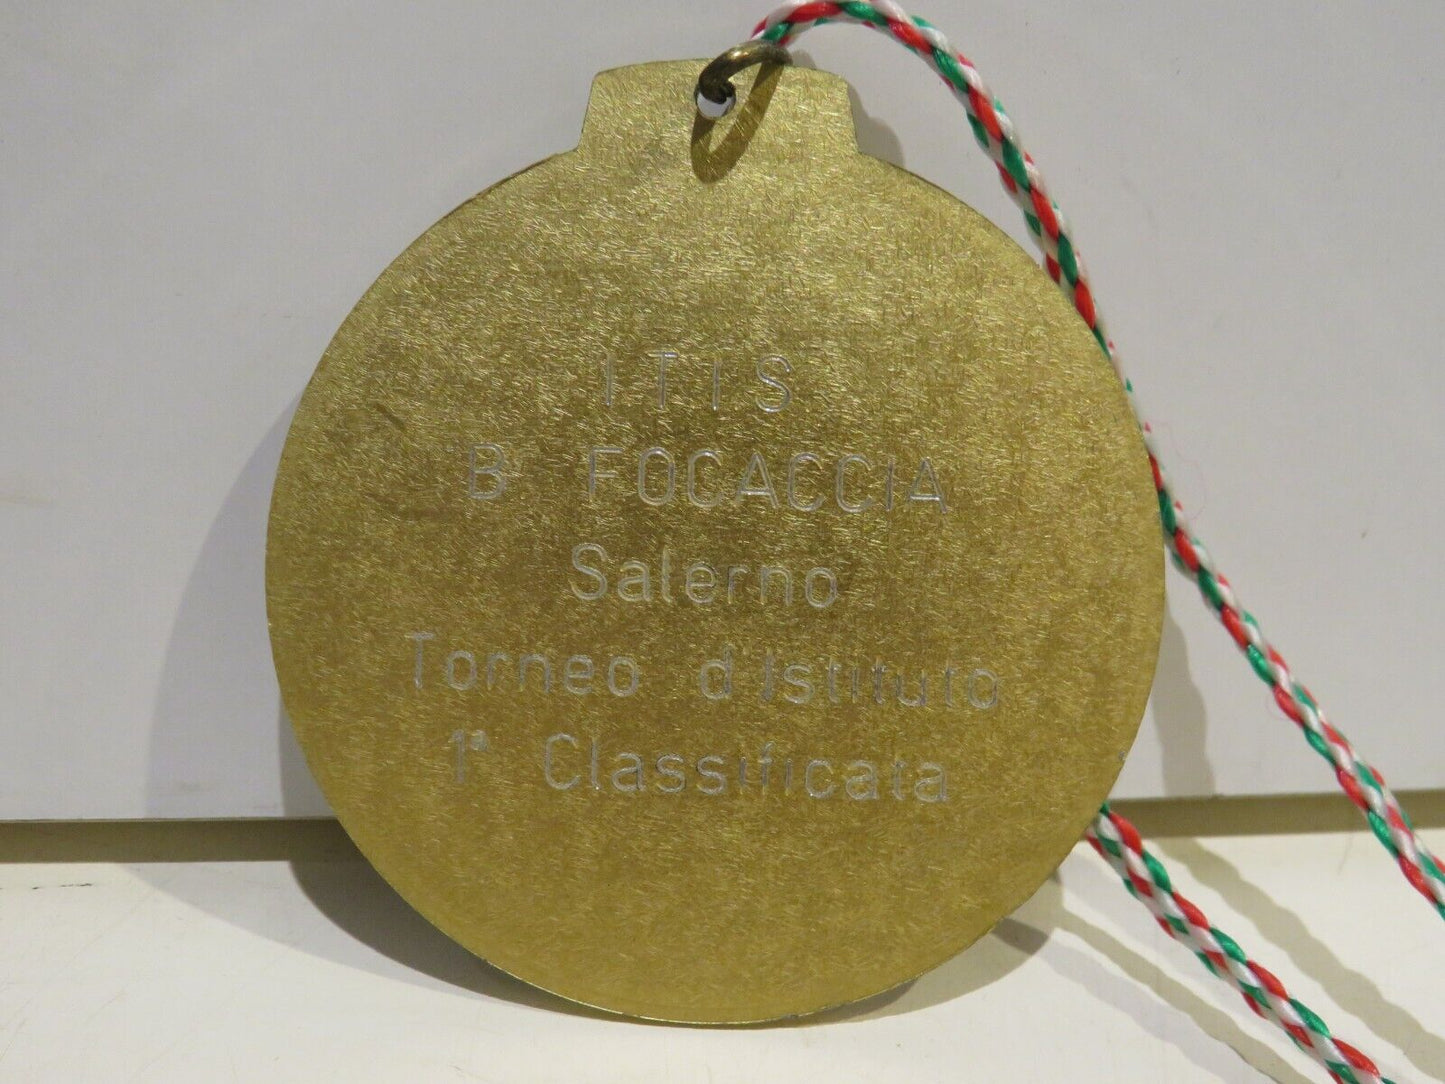 ITIS
B FOCACCIA
Salerno
Torneo d'Istituto
1ª Classificata